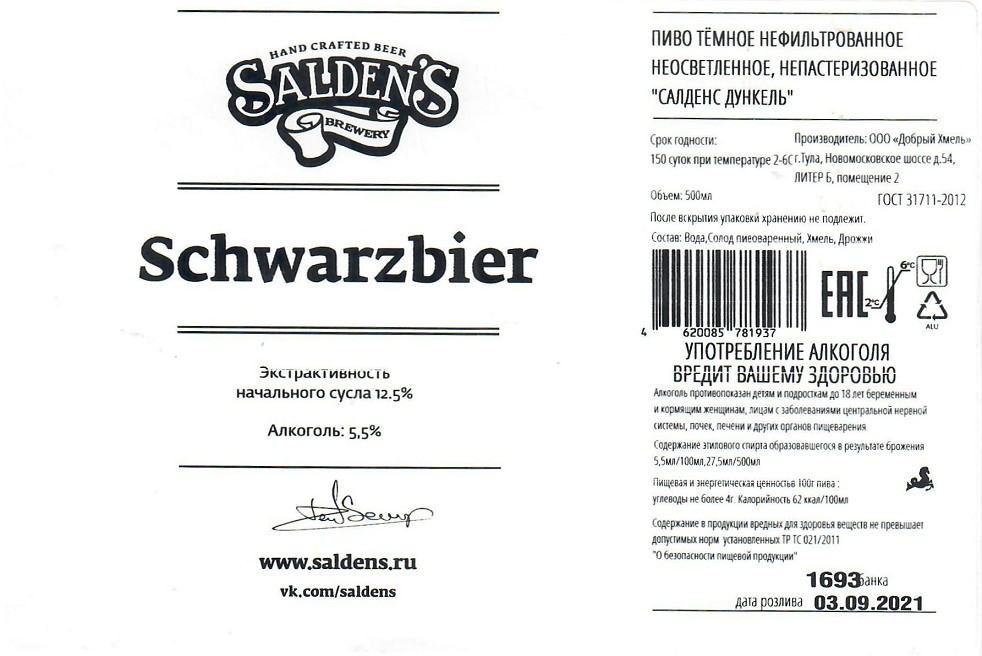 HAND CRAFTED BEER
SALDEN'S
BREWERY
Schwarzbier
Экстрактивность
начального сусла 12.5%
Алкоголь: 5,5%
www.saldens.ru
vk.com/saldens
ПИВО ТЁМНОЕ НЕФИЛЬТРОВАННОЕ
НЕОСВЕТЛЕННОЕ, НЕПАСТЕРИЗОВАННОЕ
"САЛДЕНС ДУНКЕЛЬ"
Срок годности:
150 суток при температуре 2-6С
Производитель: ООО «Добрый Хмель»
г.Тула, Новомосковское шоссе д.54,
ЛИТЕР Б, помещение 2
Объем: 500мл
ГОСТ 31711-2012
После вскрытия упаковки хранению не подлежит.
Состав: Вода,Солод пивоваренный, Хмель, Дрожжи
4 620085 781937
EAC
6°C
2°C
ALU
УПОТРЕБЛЕНИЕ АЛКОГОЛЯ
ВРЕДИТ ВАШЕМУ ЗДОРОВЬЮ
Алкоголь противопоказан детям и подросткам до 18 лет беременным
и кормящим женщинам, лицам с заболеваниями центральной нервной
системы, почек, печени и других органов пищеварения.
Содержание этилового спирта образовавшегося в результате брожения
5,5мл/100мл,27,5мл/500мл
Пищевая и энергетическая ценностьв 100г пива :
углеводы не более 4г. Калорийность 62 ккал/100мл
Содержание в продукции вредных для здоровья веществ не превышает
допустимых норм установленных ТР ТС 021/2011
"О безопасности пищевой продукции"
1693банка
дата розлива 03.09.2021